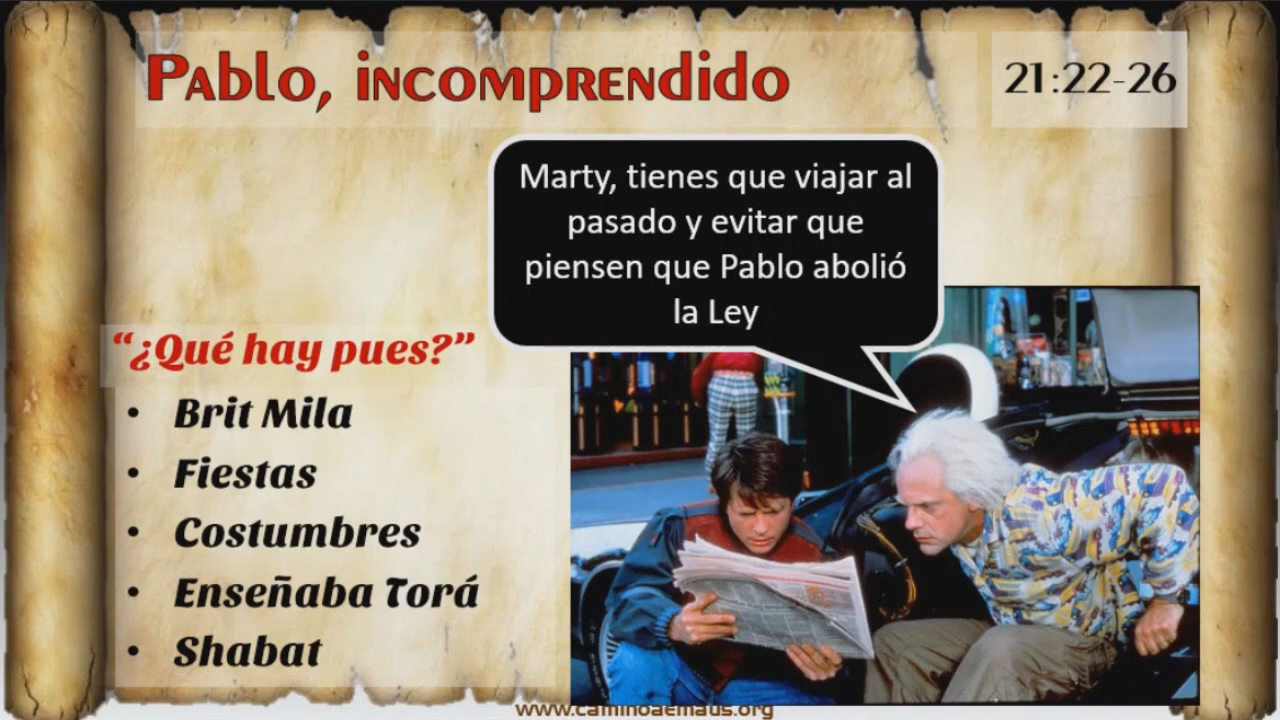 Pablo, incomprendido
21:22-26
Marty, tienes que viajar al
pasado y evitar que
piensen que Pablo abolió
la Ley
“¿Qué hay pues?”
• Brit Mila
• Fiestas
• Costumbres
• Enseñaba Torá
• Shabat
www.caminoaemaus.org